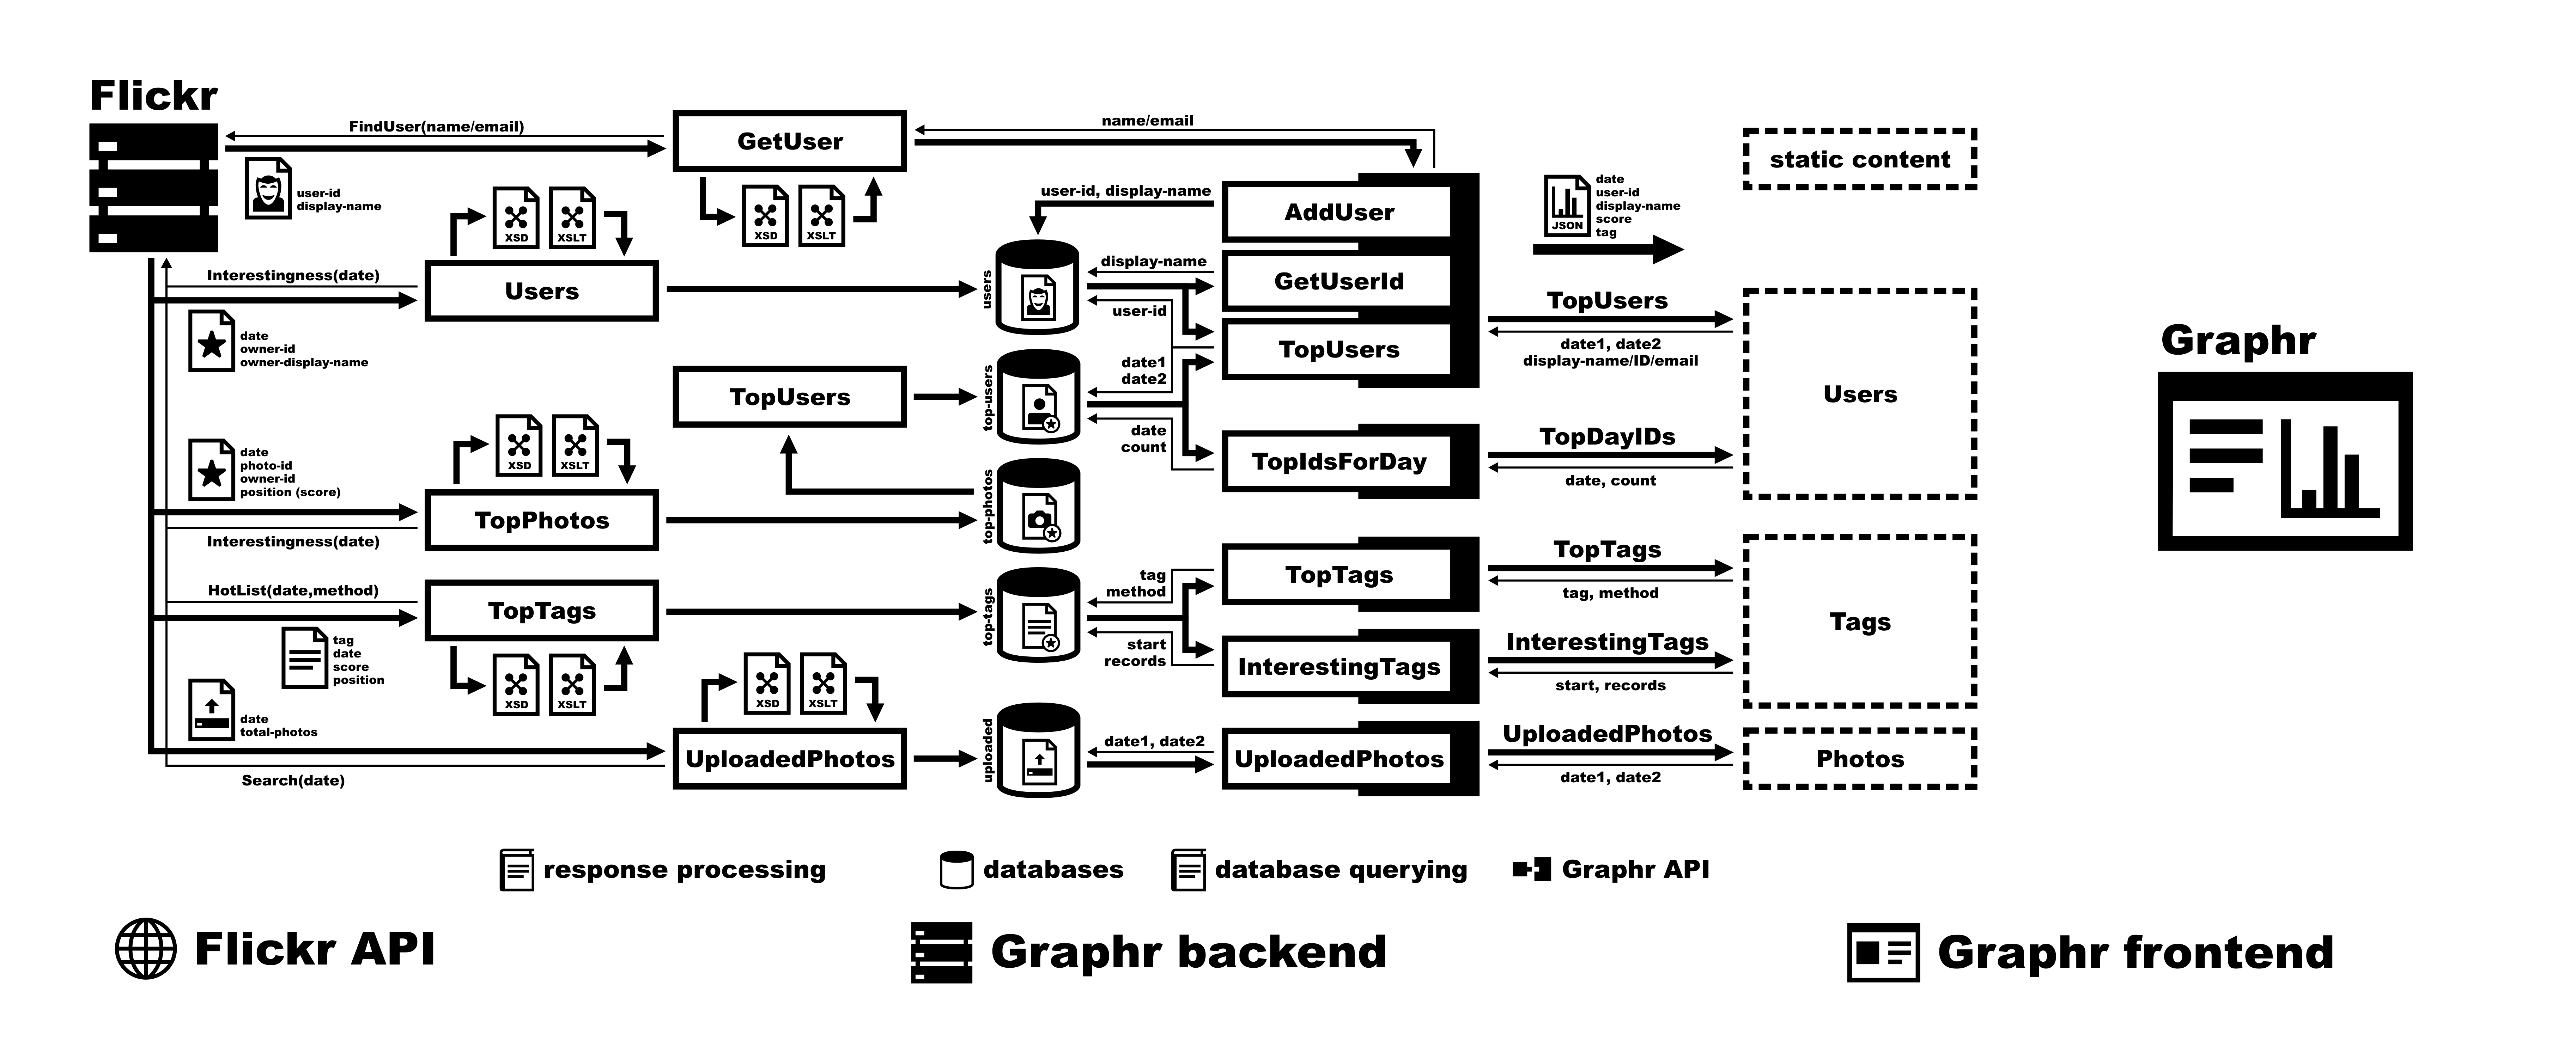 Flickr
FindUser(name/email)
user-id
display-name
GetUser
XSD
XSLT
name/email
user-id, display-name
AddUser
date
user-id
display-name
score
tag
JSON
static content
XSD
XSLT
Interestingness(date)
Users
date
owner-id
owner-display-name
users
display-name
user-id
GetUserId
TopUsers
TopUsers
date1, date2
display-name/ID/email
Users
Graphr
TopUsers
top-users
date1
date2
date
count
TopIdsForDay
TopDayIDs
date, count
date
photo-id
owner-id
position (score)
XSD
XSLT
TopPhotos
Interestingness(date)
top-photos
HotList(date,method)
TopTags
tag
date
score
position
XSD
XSLT
top-tags
tag
method
start
records
TopTags
TopTags
tag, method
InterestingTags
InterestingTags
start, records
Tags
date
total-photos
Search(date)
XSD
XSLT
UploadedPhotos
uploaded
date1, date2
UploadedPhotos
UploadedPhotos
date1, date2
Photos
response processing
databases
database querying
Graphr API
Flickr API
Graphr backend
Graphr frontend